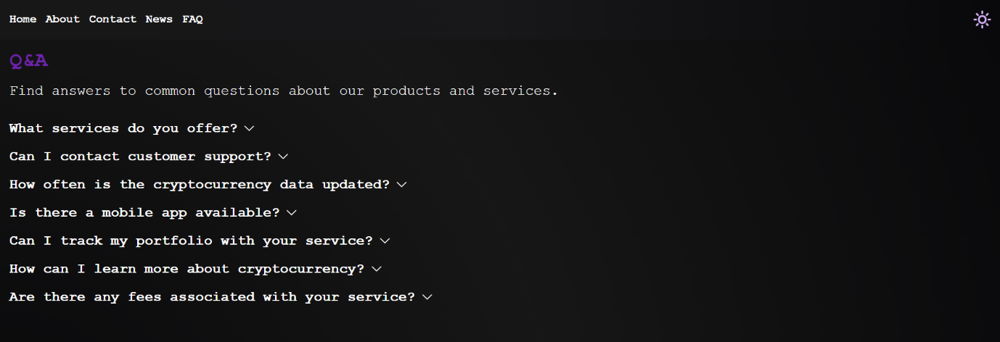 Home About Contact News FAQ
Q&A
Find answers to common questions about our products and services.
What services do you offer?
Can I contact customer support?
How often is the cryptocurrency data updated?
Is there a mobile app available?
Can I track my portfolio with your service?
How can I learn more about cryptocurrency?
Are there any fees associated with your service?